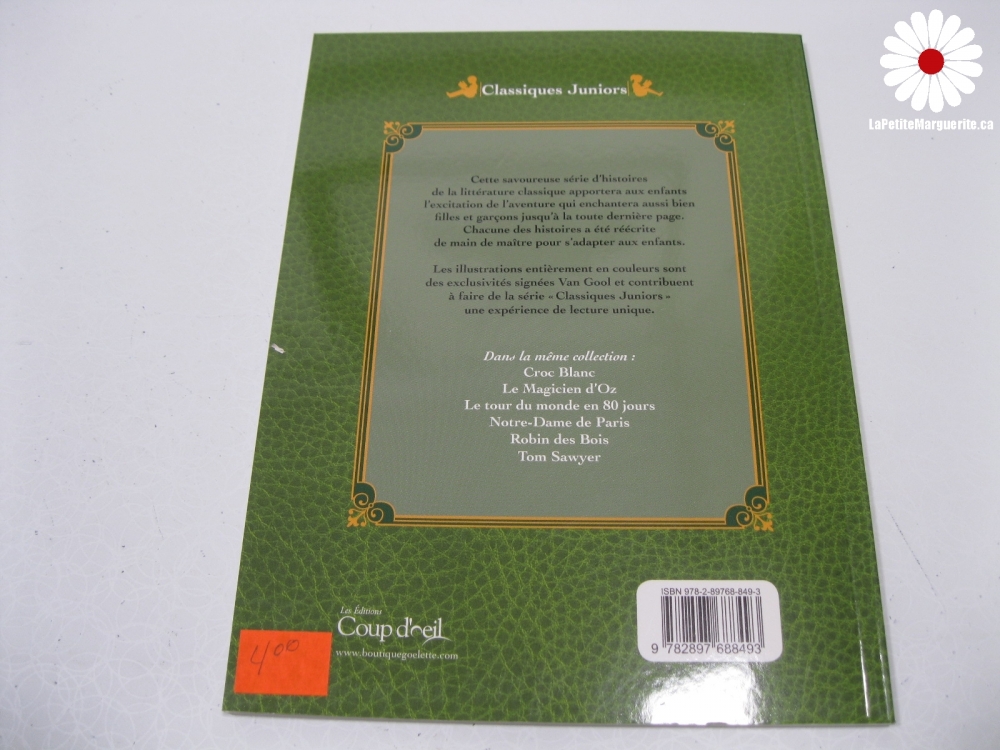 LaPetiteMarguerite.ca
Classiques Juniors
Cette savoureuse série d'histoires
de la littérature classique apportera aux enfants
l'excitation de l'aventure qui enchantera aussi bien
filles et garçons jusqu'à la toute dernière page.
Chacune des histoires a été réécrite
de main de maître pour s'adapter aux enfants.
Les illustrations entièrement en couleurs sont
des exclusivités signées Van Gool et contribuent
à faire de la série « Classiques Juniors »
une expérience de lecture unique.
Dans la même collection :
Croc Blanc
Le Magicien d'Oz
Le tour du monde en 80 jours
Notre-Dame de Paris
Robin des Bois
Tom Sawyer
Les Éditions
Coup d'oeil
www.boutiquegoelette.com
400
ISBN 978-2-89768-849-3
9 782897 688493